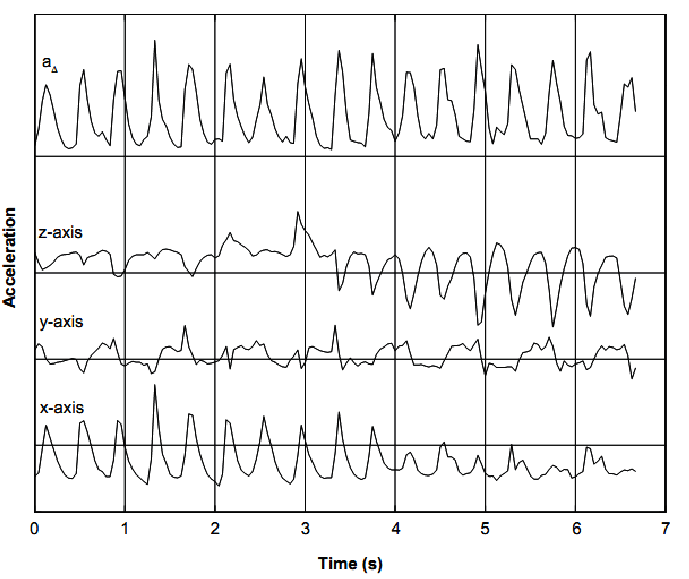 aΔ
z-axis
y-axis
x-axis
Acceleration
0 1 2 3 4 5 6 7
Time (s)